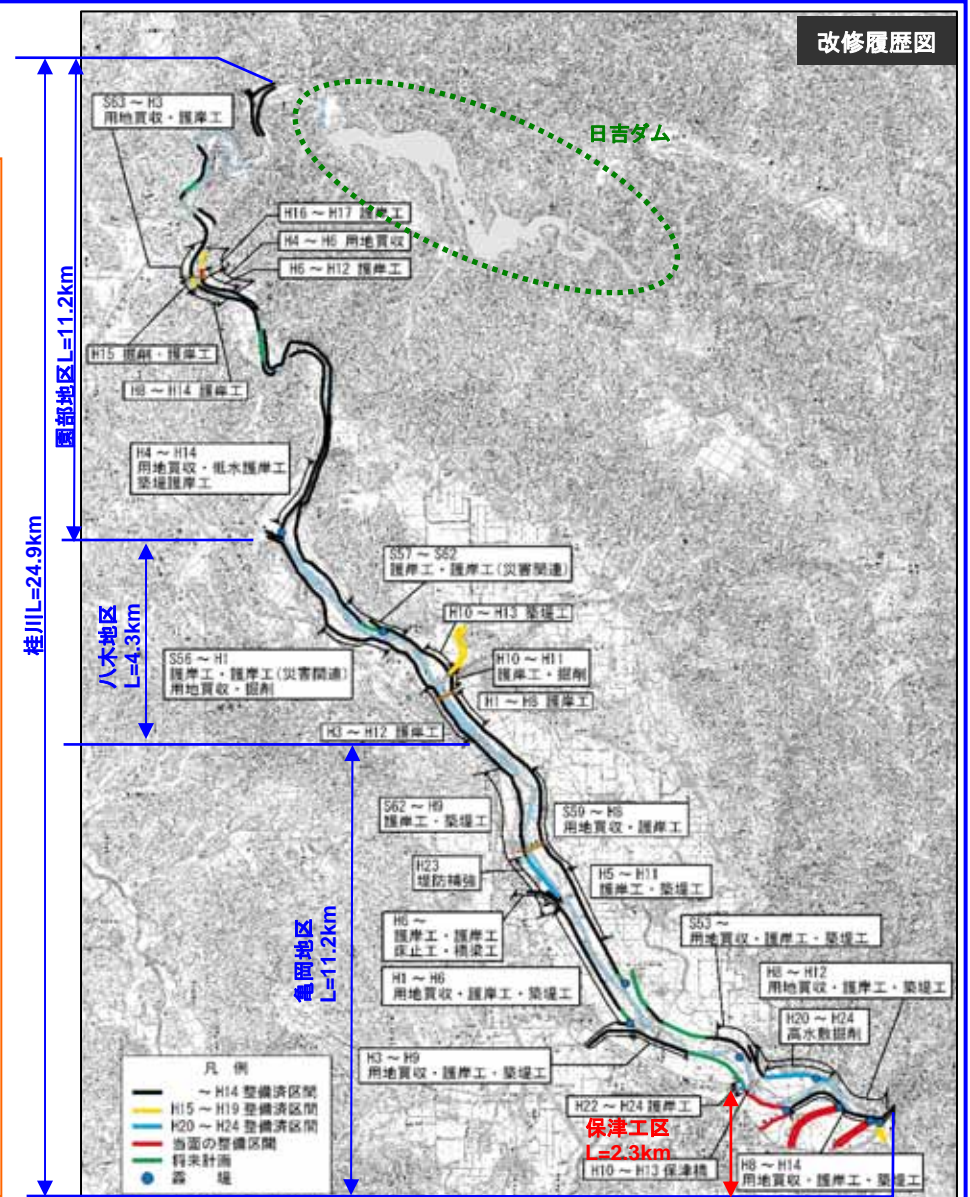 改修履歴図
日吉ダム
S63 ~ H3
用地買収・護岸工
H16 ~ H17 護岸工
H4 ~ H6 用地買収
H6 ~ H12 護岸工
H15 掘削・護岸工
H8 ~ H14 護岸工
園部地区L=11.2km
桂川L=24.9km
H4 ~ H14
用地買収・低水護岸工
築堤護岸工
S57 ~ S62
護岸工・護岸工(災害関連)
H10 ~ H13 築堤工
八木地区
L=4.3km
S56 ~ H1
護岸工・護岸工(災害関連)
用地買収・掘削
H10 ~ H11
護岸工・掘削
H1 ~ H8 護岸工
H3 ~ H12 護岸工
S62 ~ H9
護岸工・築堤工
S59 ~ H8
用地買収・護岸工
H23
堤防補強
H5 ~ H11
護岸工・築堤工
亀岡地区
L=11.2km
H6 ~
護岸工・護岸工
床止工・橋梁工
S53 ~
用地買収・護岸工・築堤工
H1 ~ H6
用地買収・護岸工・築堤工
H8 ~ H12
用地買収・護岸工・築堤工
H20 ~ H24
高水敷掘削
H3 ~ H9
用地買収・護岸工・築堤工
H22 ~ H24 護岸工
保津工区
L=2.3km
H10 ~ H13 保津橋
H8 ~ H14
用地買収・護岸工・築堤工
凡 例
~ H14 整備済区間
H15 ~ H19 整備済区間
H20 ~ H24 整備済区間
当面の整備区間
将来計画
霞 堤